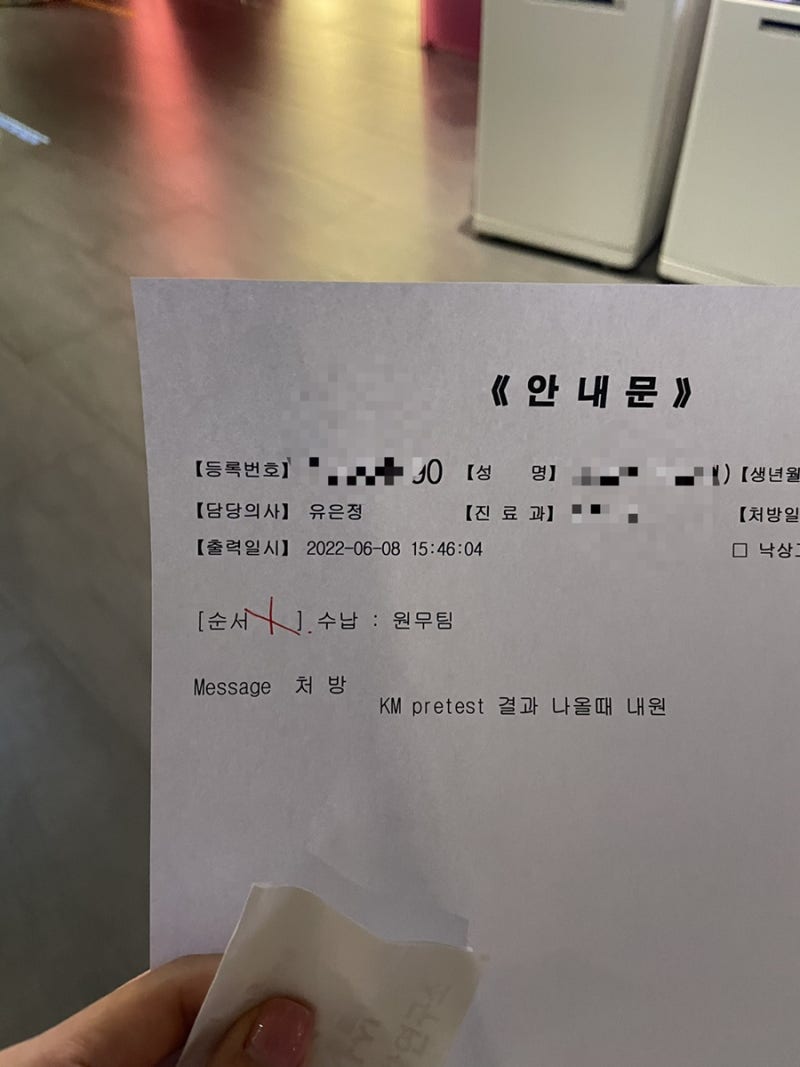 《안내문》
【등록번호】 90 【성 명】 ) 【생년월
【담당의사】 유은정 【진 료 과】 【처방일
【출력일시】 2022-06-08 15:46:04 □ 낙상
[순서 ]. 수납 : 원무팀
Message 처 방
KM pretest 결과 나올때 내원